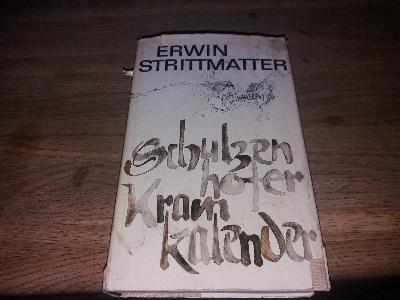 ERWIN
STRITTMATTER
Schulzen
hofer
Kram
kalender